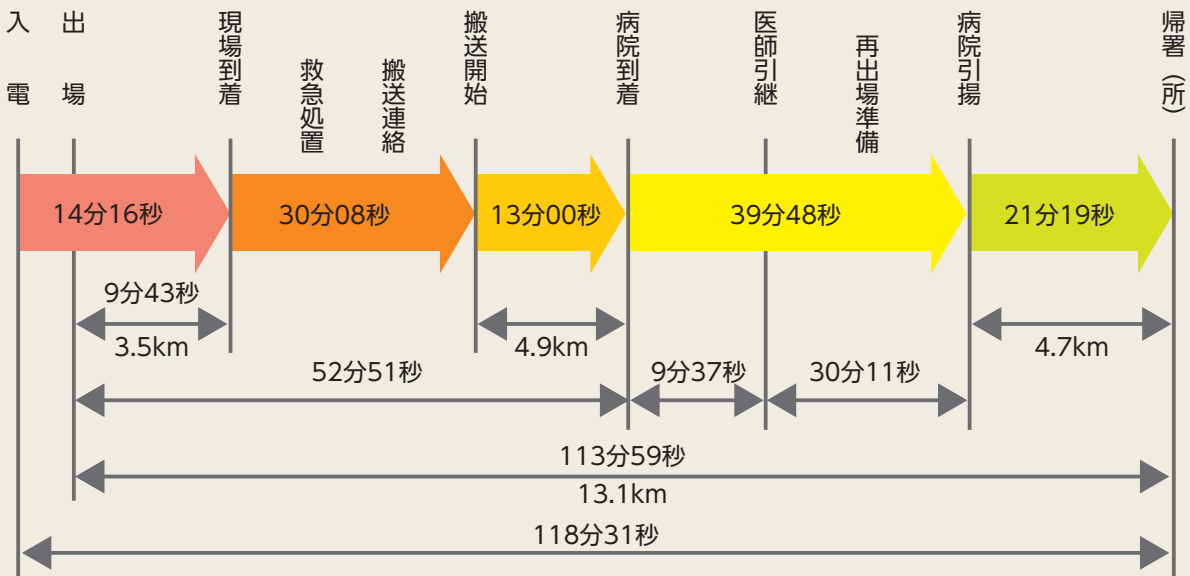 入電
出場
現場到着
救急処置
搬送連絡
搬送開始
病院到着
医師引継
再出場準備
病院引揚
帰署（所）
14分16秒
30分08秒
13分00秒
39分48秒
21分19秒
9分43秒
3.5km
4.9km
4.7km
52分51秒
9分37秒
30分11秒
113分59秒
13.1km
118分31秒